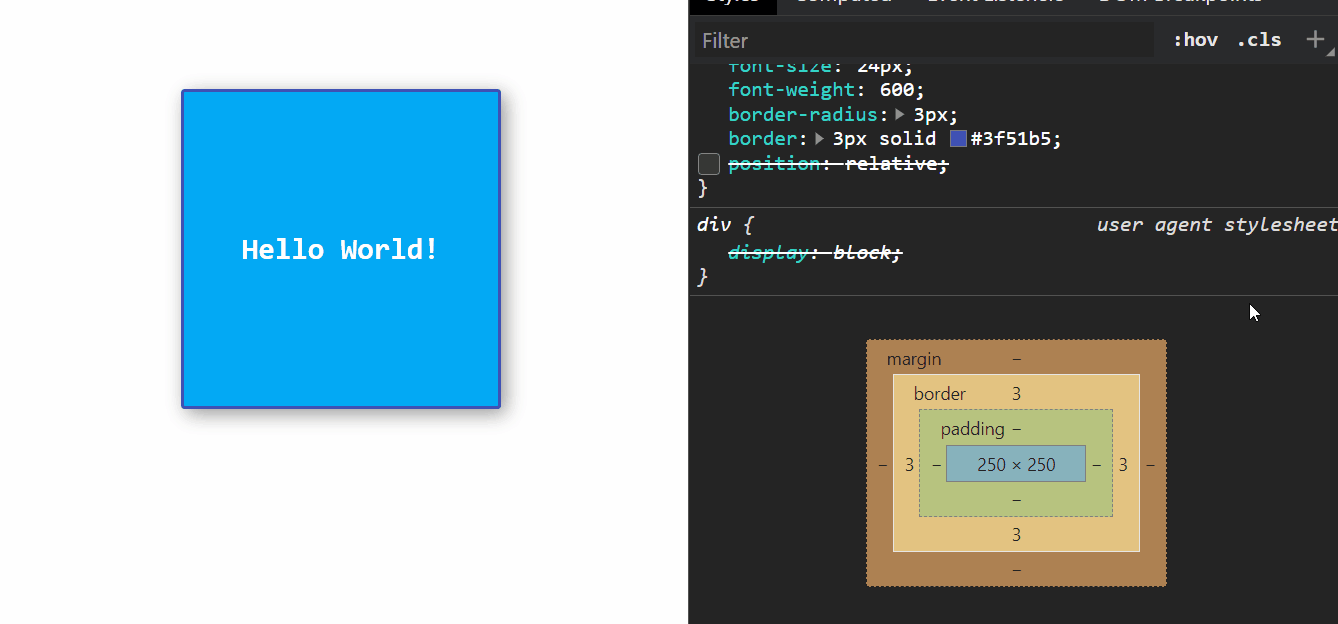 Hello World!
Styles Computed Event Listeners DOM Breakpoints
Filter :hov .cls +
font-size: 24px;
font-weight: 600;
border-radius: 3px;
border: 3px solid #3f51b5;
position: relative;
}
div { user agent stylesheet
display: block;
}
margin –
border 3
padding –
– 3 – 250 × 250 – 3 –
–
3
–